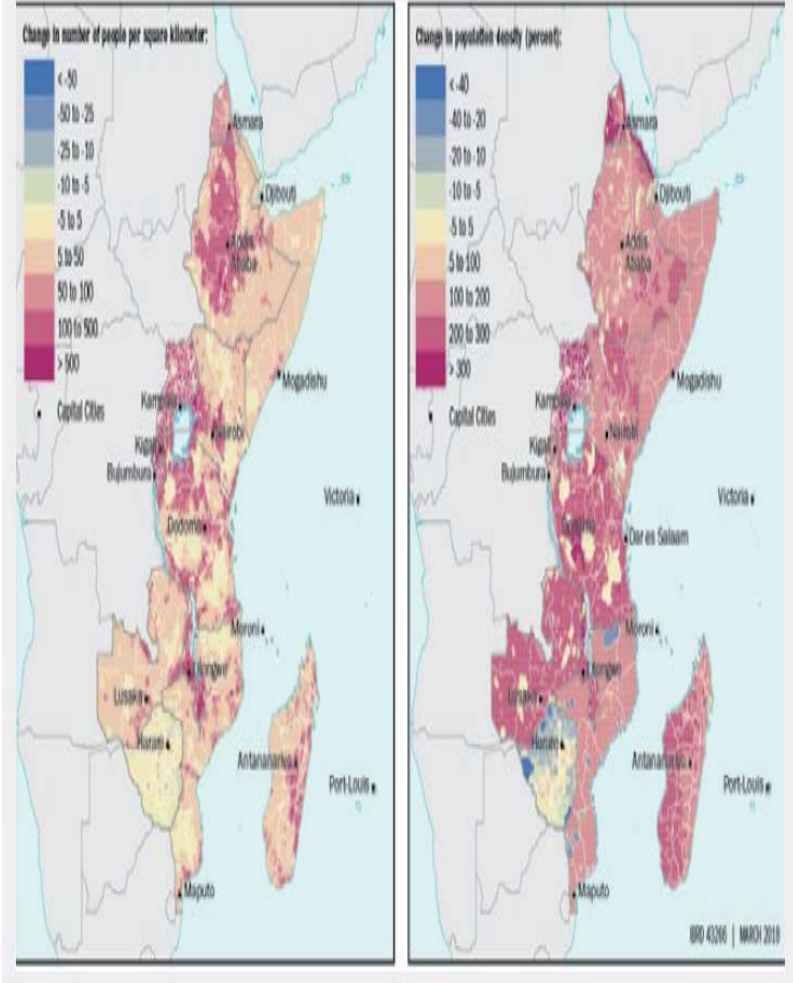 Change in number of people per square kilometer:
< -50
-50 to -25
-25 to -10
-10 to -5
-5 to 5
5 to 50
50 to 100
100 to 500
> 500
Capital Cities
Asmara
Djibouti
Addis
Ababa
Mogadishu
Kampala
Nairobi
Kigali
Bujumbura
Victoria
Dodoma
Moroni
Lilongwe
Lusaka
Harare
Antananarivo
Port-Louis
Maputo
Change in population density (percent):
< -40
-40 to -20
-20 to -10
-10 to -5
-5 to 5
5 to 100
100 to 200
200 to 300
> 300
Capital Cities
Asmara
Djibouti
Addis
Ababa
Mogadishu
Kampala
Nairobi
Kigali
Bujumbura
Victoria
Dodoma
Dar es Salaam
Moroni
Lilongwe
Lusaka
Harare
Antananarivo
Port-Louis
Maputo
IBRD 43266 | MARCH 2018